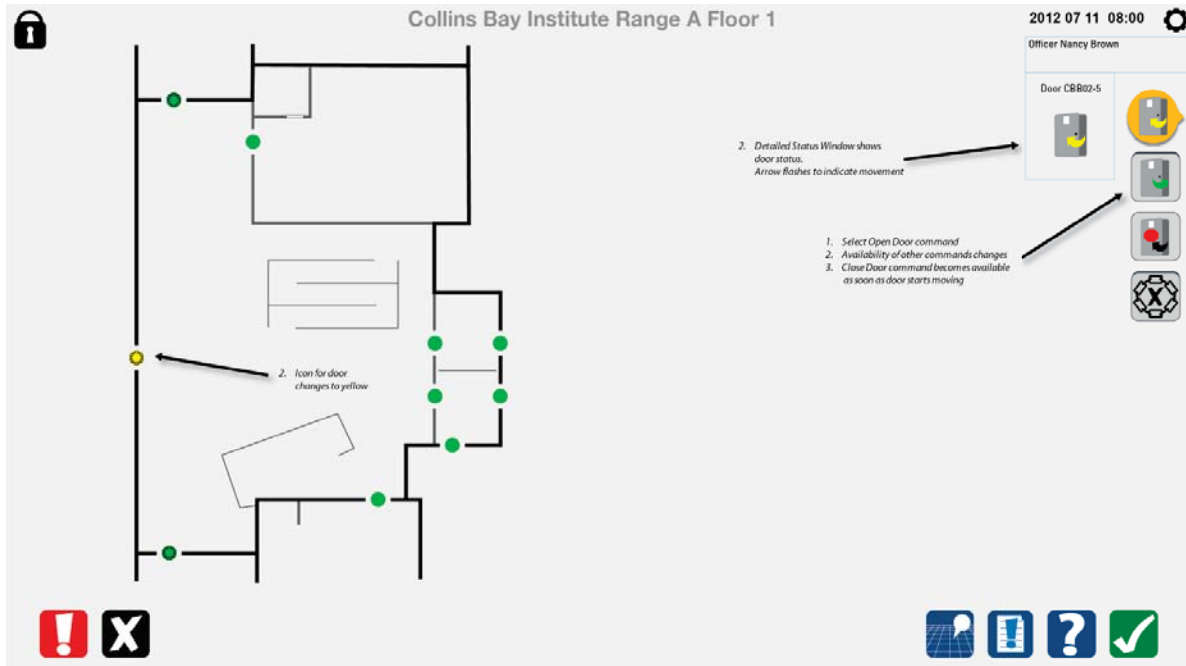 Collins Bay Institute Range A Floor 1
2012 07 11 08:00
Officer Nancy Brown
Door CBB02-5
2. Detailed Status Window shows
door status.
Arrow flashes to indicate movement
1. Select Open Door command
2. Availability of other commands changes
3. Close Door command becomes available
as soon as door starts moving
X
2. Icon for door
changes to yellow
! X ! ?